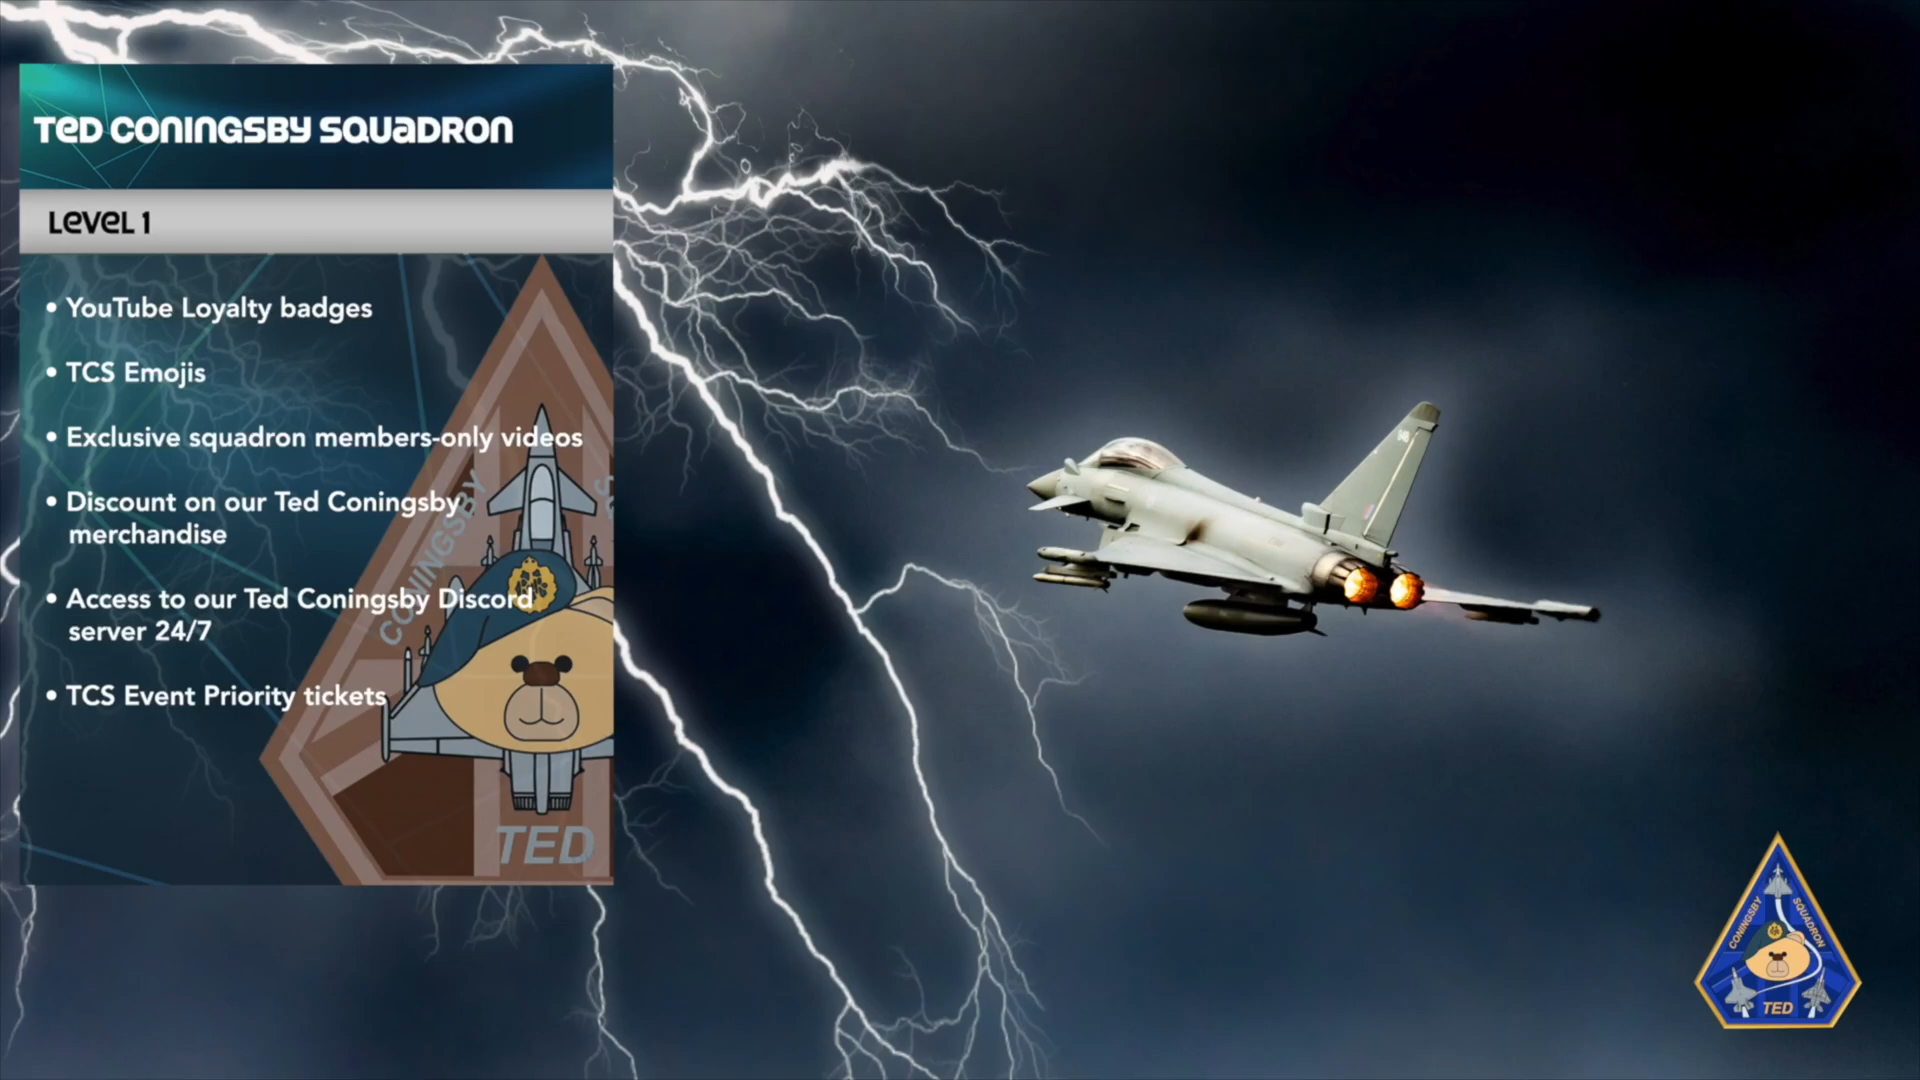 TeD CONINGSBY SQUaDRON
LeVeL 1
• YouTube Loyalty badges
• TCS Emojis
• Exclusive squadron members-only videos
• Discount on our Ted Coningsby
merchandise
• Access to our Ted Coningsby Discord
server 24/7
• TCS Event Priority tickets
CONINGSBY
TED
CONINGSBY
SQUADRON
TED